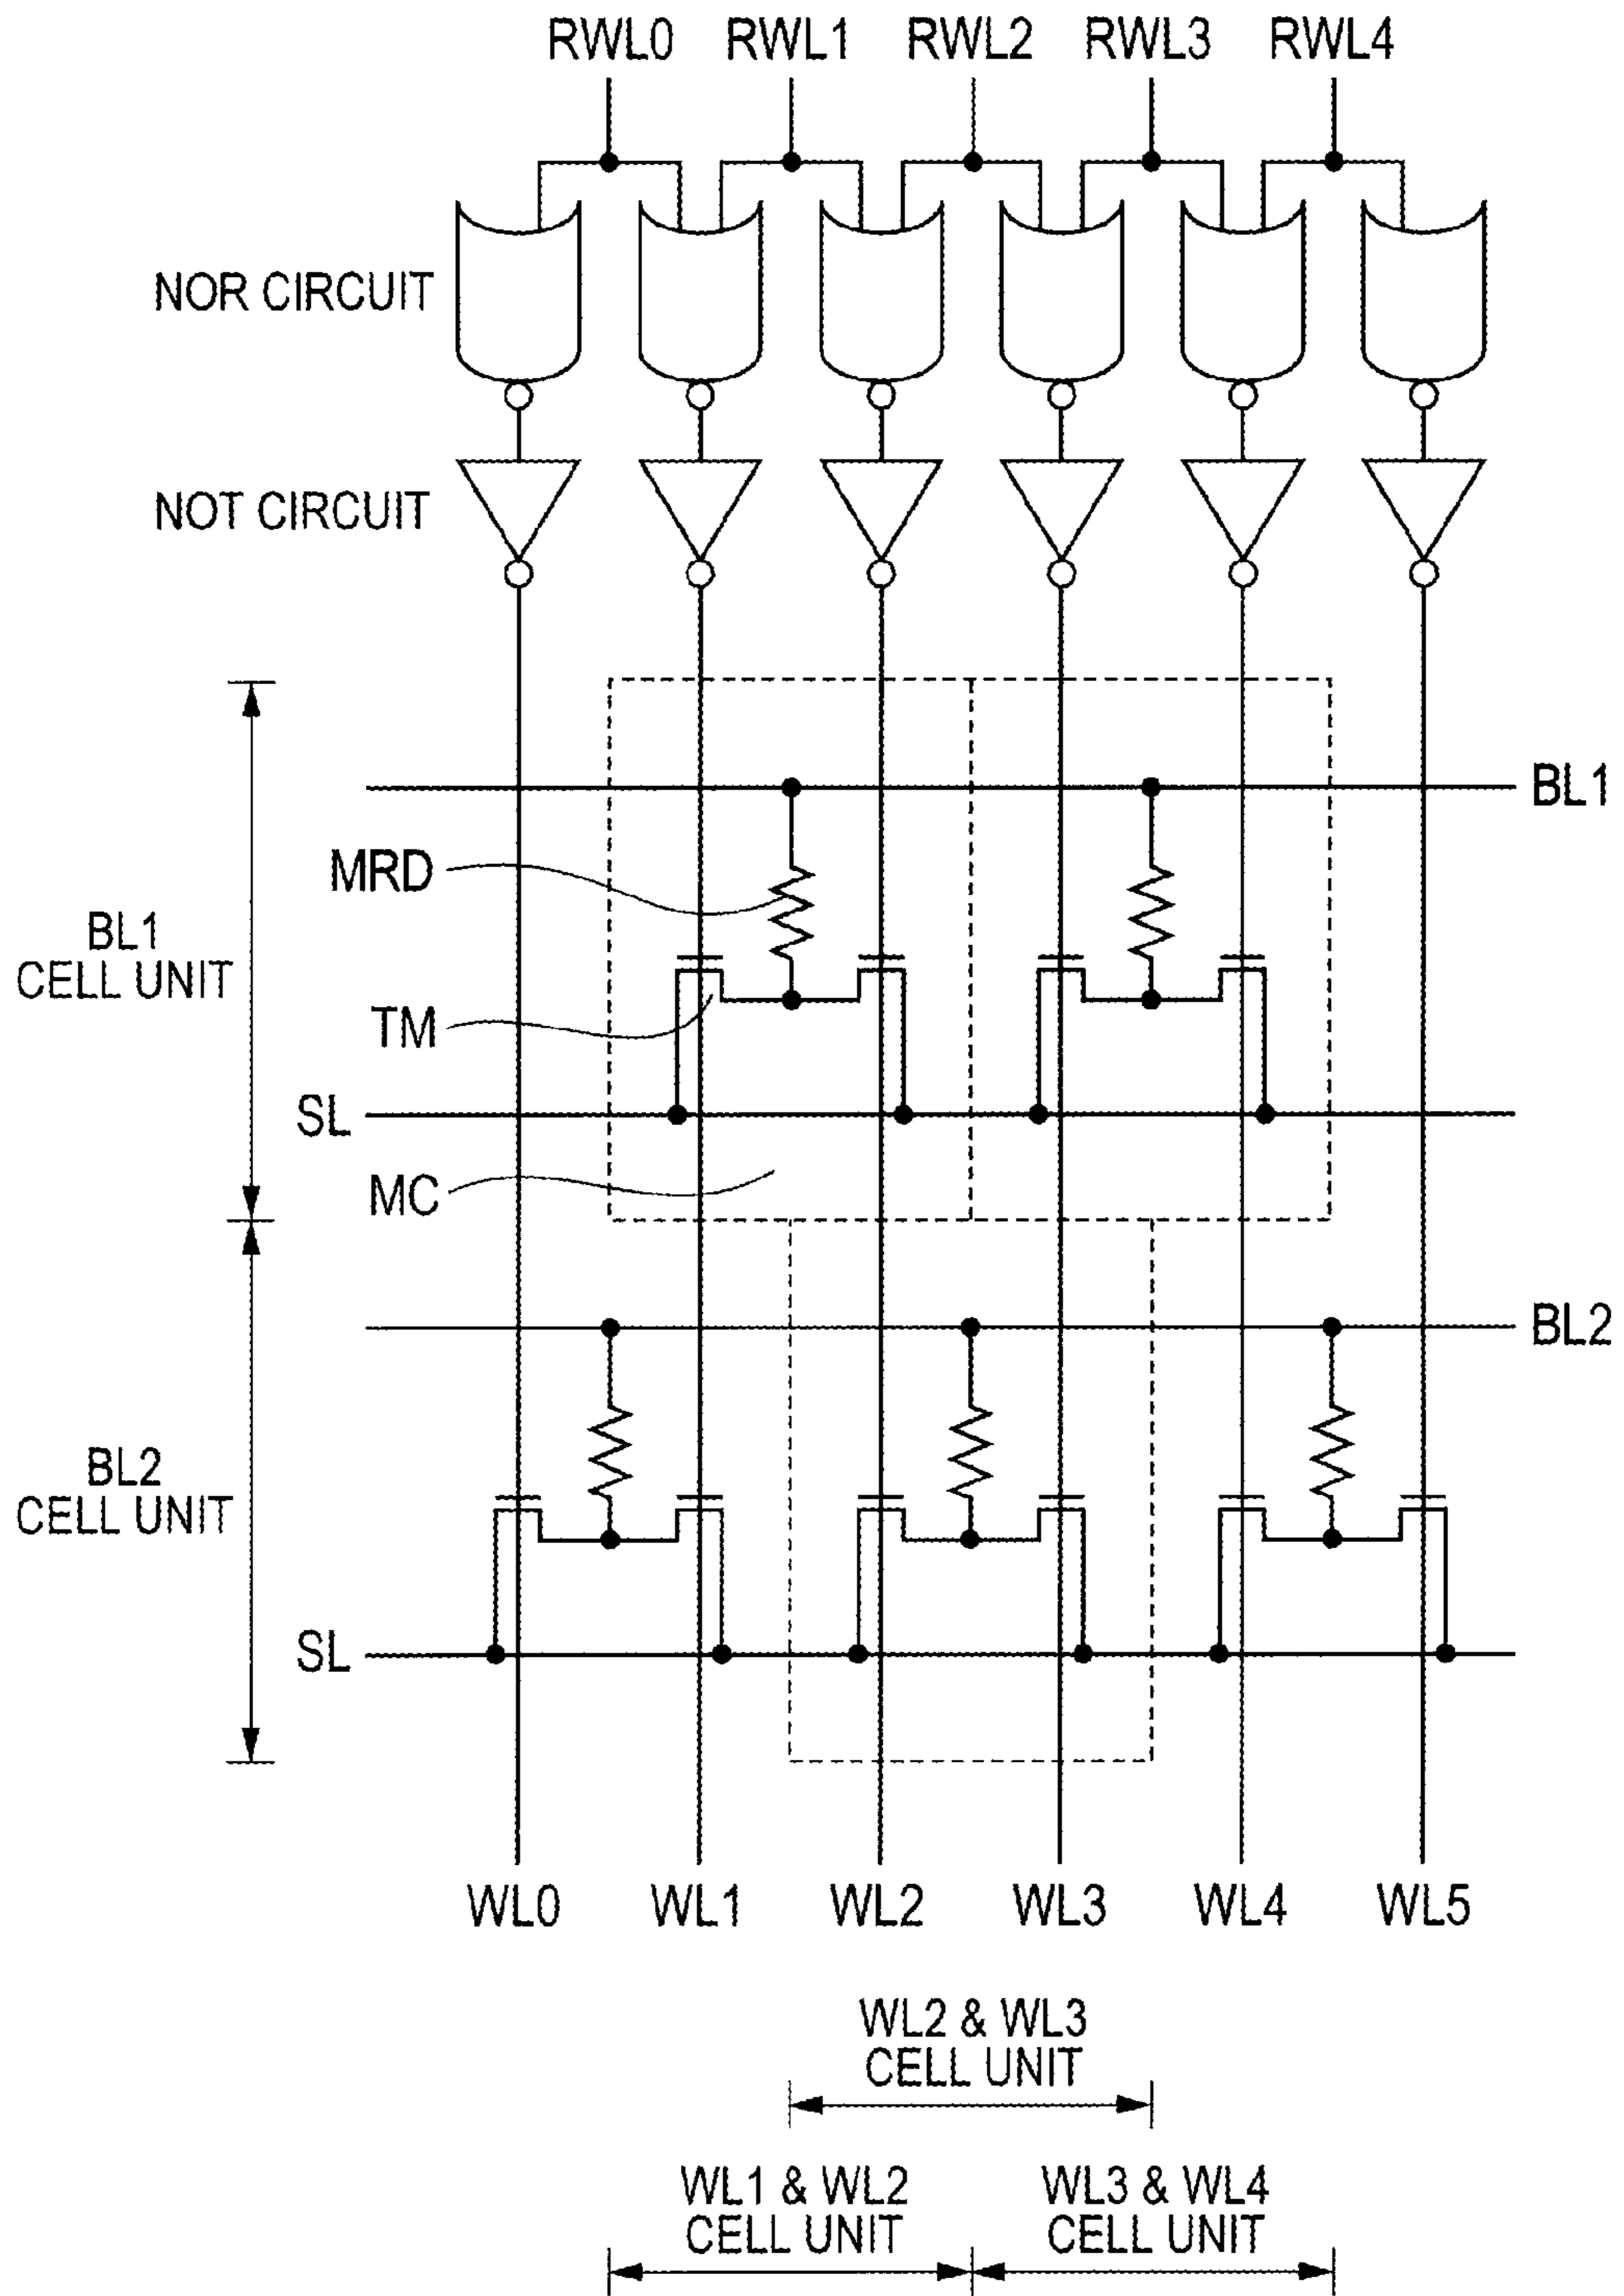 RWL0 RWL1 RWL2 RWL3 RWL4
NOR CIRCUIT
NOT CIRCUIT
BL1
MRD
BL1
CELL UNIT
TM
SL
MC
BL2
BL2
CELL UNIT
SL
WL0 WL1 WL2 WL3 WL4 WL5
WL2 & WL3
CELL UNIT
WL1 & WL2
CELL UNIT
WL3 & WL4
CELL UNIT